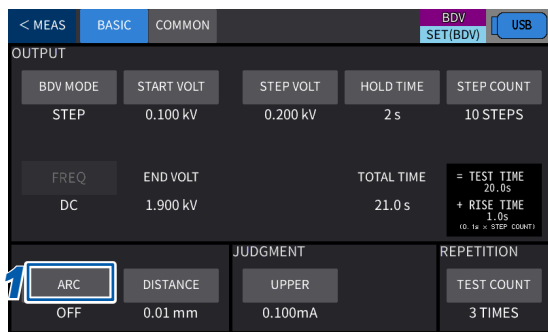 < MEAS BASIC COMMON BDV SET(BDV) USB
OUTPUT
BDV MODE START VOLT STEP VOLT HOLD TIME STEP COUNT
STEP 0.100 kV 0.200 kV 2 s 10 STEPS
FREQ END VOLT TOTAL TIME = TEST TIME
20.0s
DC 1.900 kV 21.0 s + RISE TIME
1.0s
(0.1s × STEP COUNT)
JUDGMENT REPETITION
1 ARC DISTANCE UPPER TEST COUNT
OFF 0.01 mm 0.100mA 3 TIMES